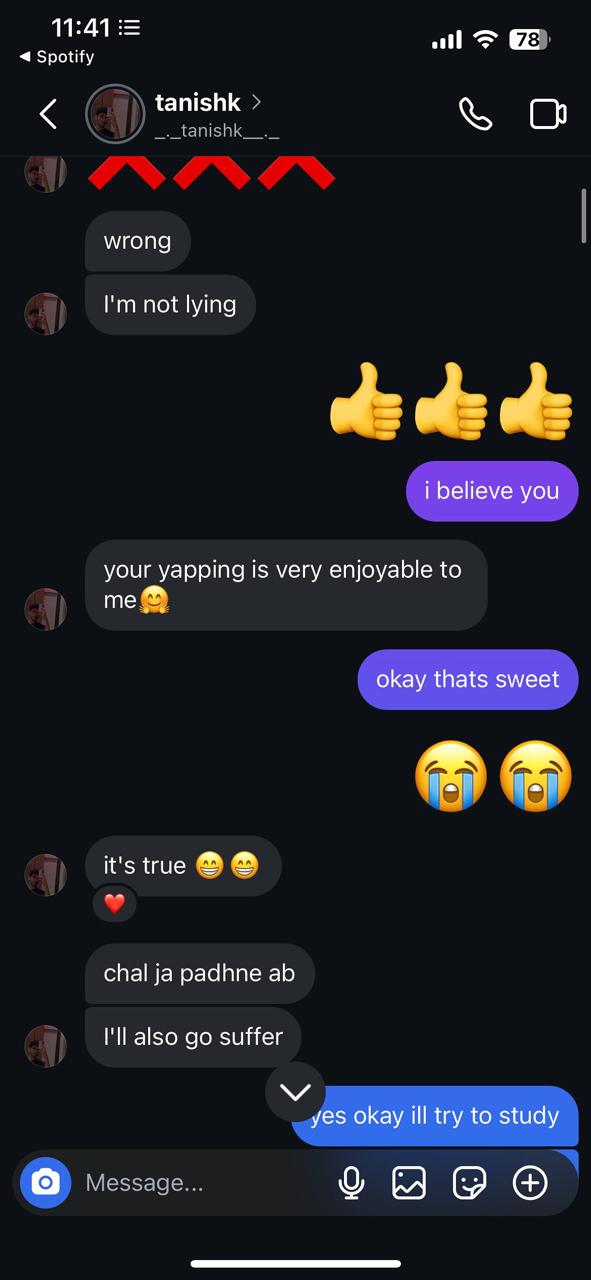 11:41
78
Spotify
tanishk
_._tanishk__._
wrong
I'm not lying
i believe you
your yapping is very enjoyable to
me🤗
okay thats sweet
it's true 😁😁
chal ja padhne ab
I'll also go suffer
yes okay ill try to study
Message...